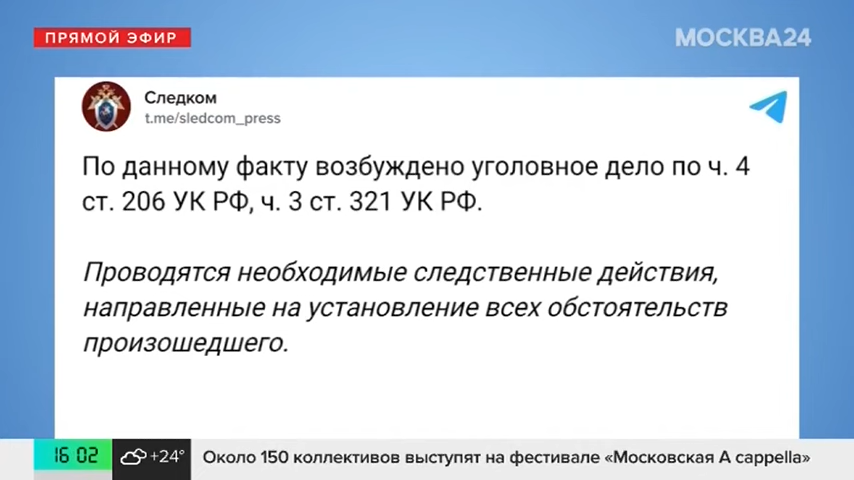 ПРЯМОЙ ЭФИР
МОСКВА24
Следком
t.me/sledcom_press
По данному факту возбуждено уголовное дело по ч. 4
ст. 206 УК РФ, ч. 3 ст. 321 УК РФ.
Проводятся необходимые следственные действия,
направленные на установление всех обстоятельств
произошедшего.
16 02
+24°
Около 150 коллективов выступят на фестивале «Московская A cappella»